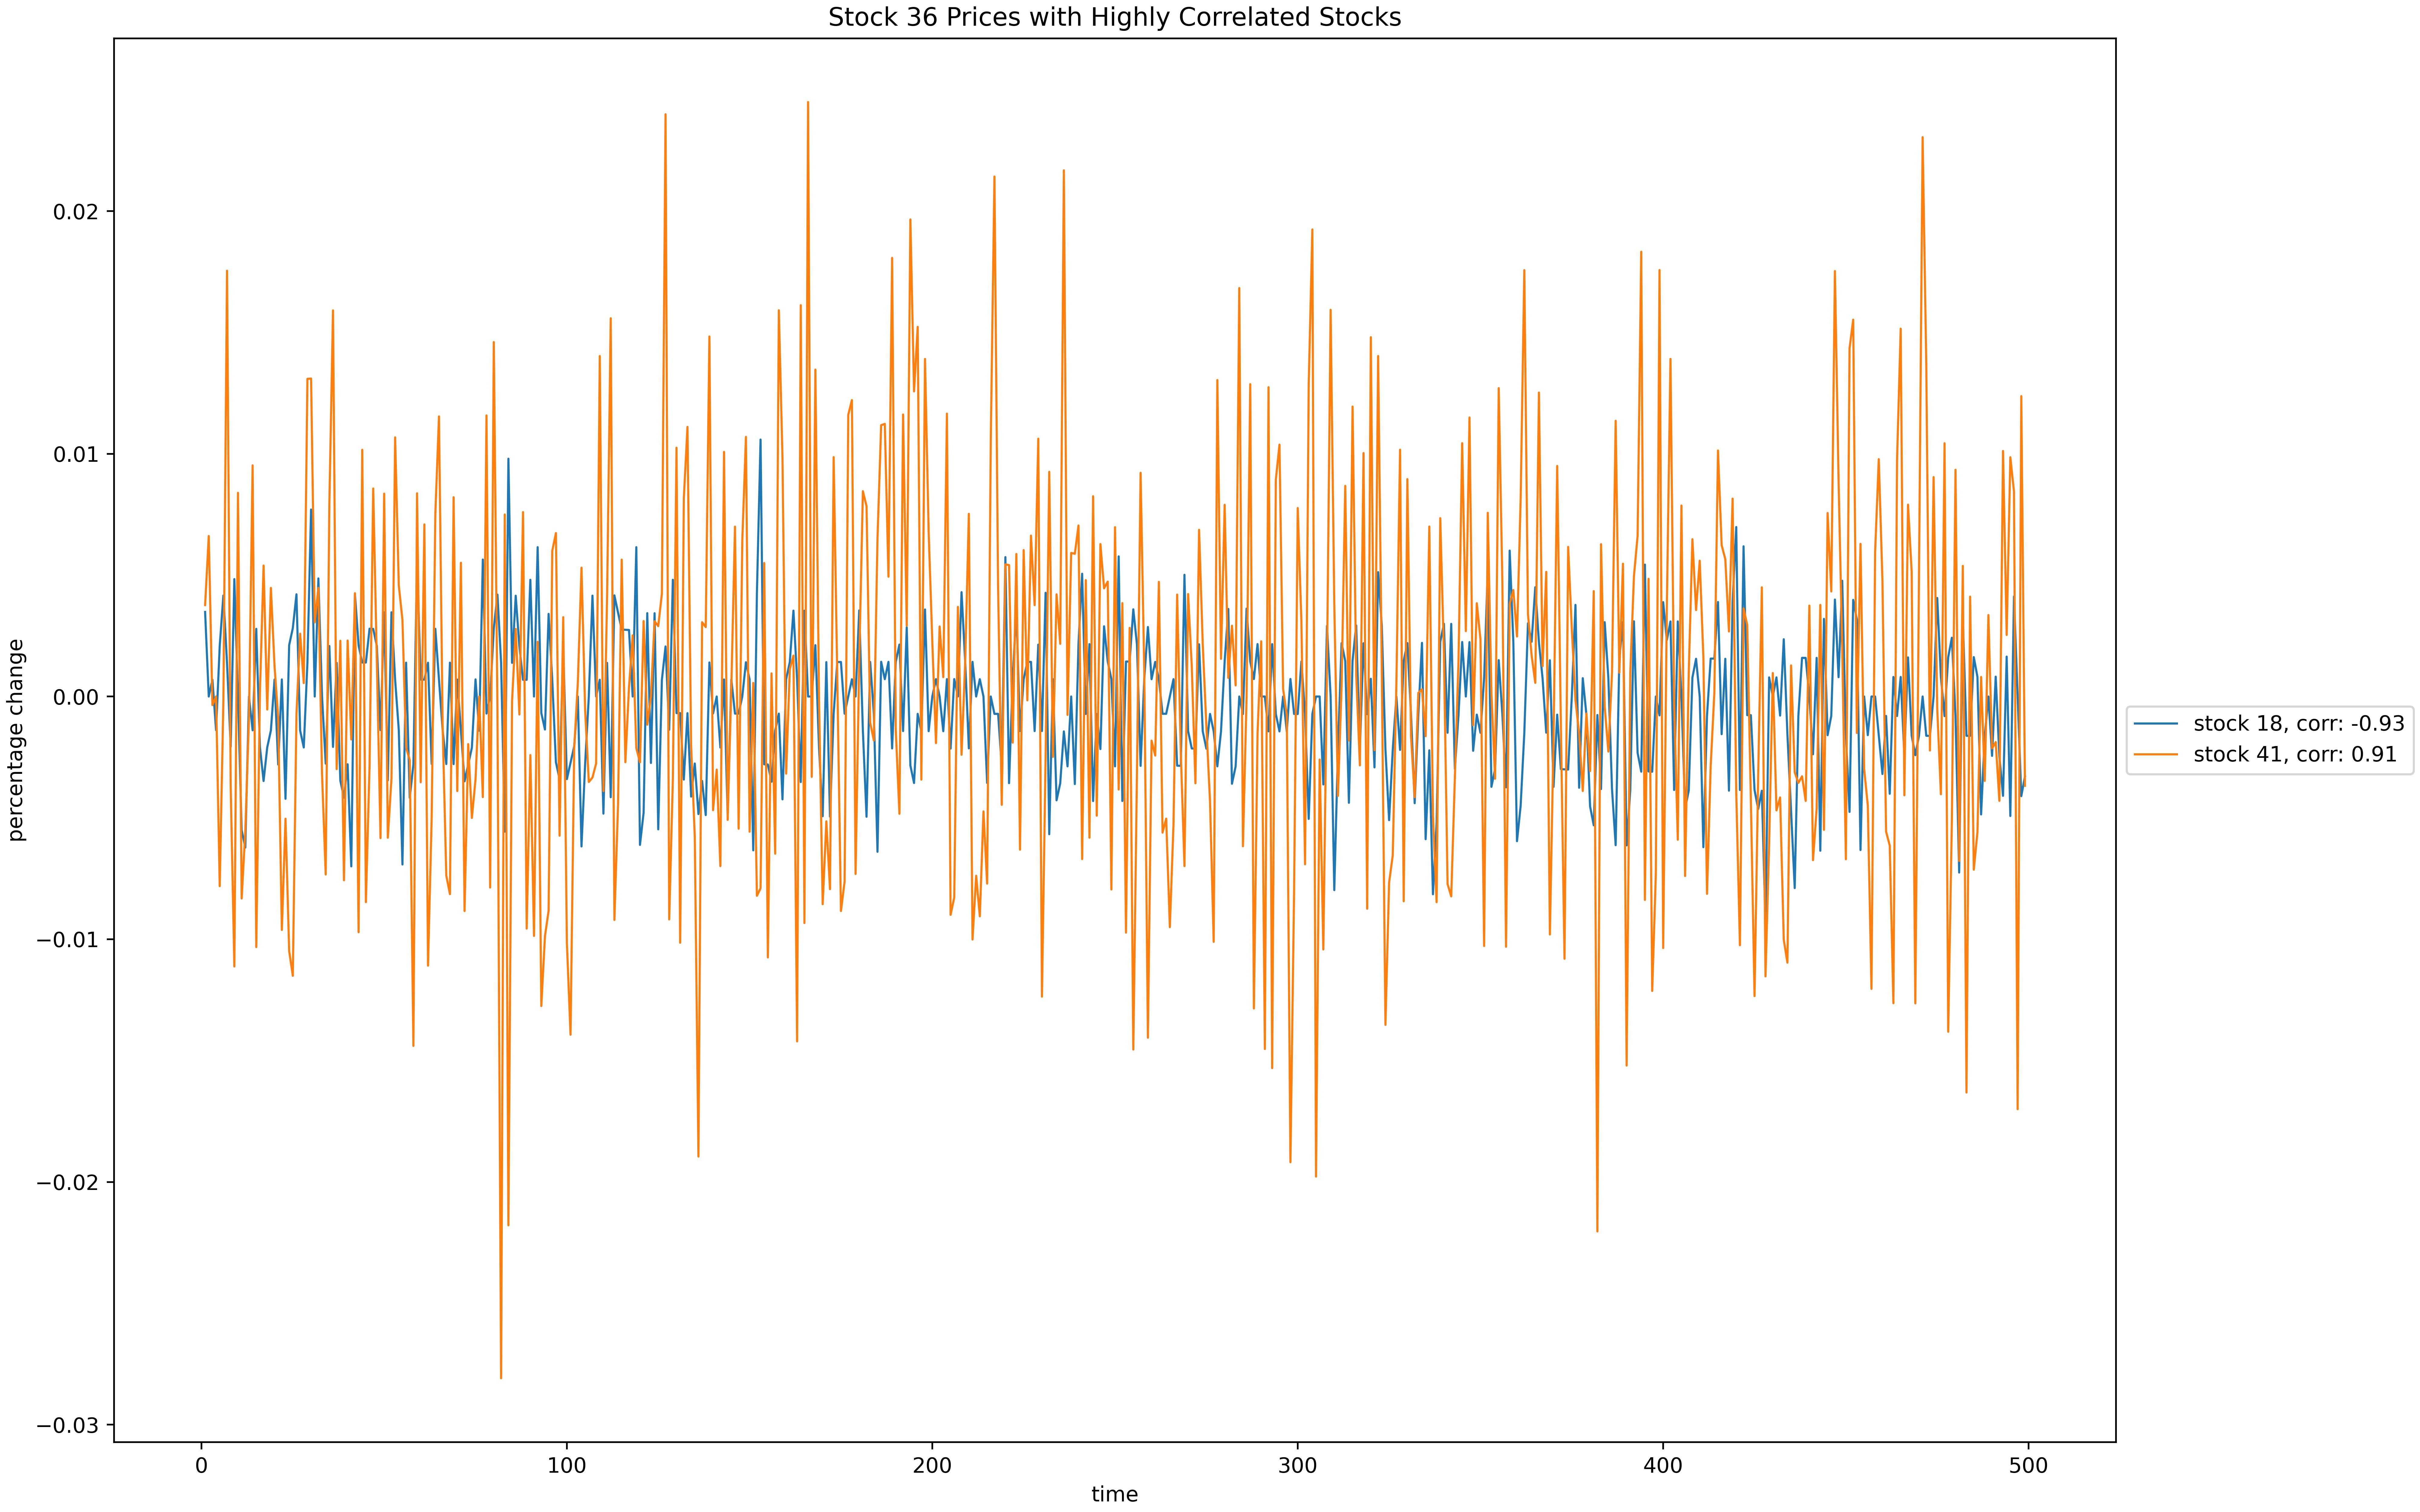 Stock 36 Prices with Highly Correlated Stocks
percentage change
0.02
0.01
0.00
−0.01
−0.02
−0.03
0
100
200
300
400
500
time
stock 18, corr: -0.93
stock 41, corr: 0.91